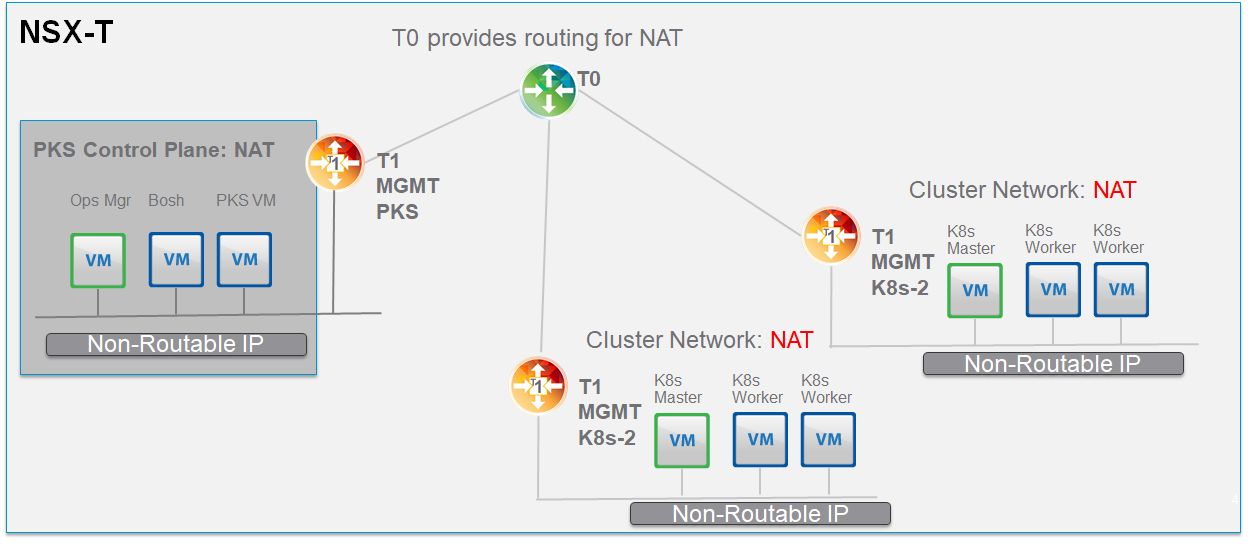 NSX-T
T0 provides routing for NAT
T0
PKS Control Plane: NAT
Ops Mgr
Bosh
PKS VM
VM
VM
VM
Non-Routable IP
T1
T1
MGMT
PKS
Cluster Network: NAT
T1
T1
MGMT
K8s-2
K8s
Master
K8s
Worker
K8s
Worker
VM
VM
VM
Non-Routable IP
Cluster Network: NAT
T1
T1
MGMT
K8s-2
K8s
Master
K8s
Worker
K8s
Worker
VM
VM
VM
Non-Routable IP